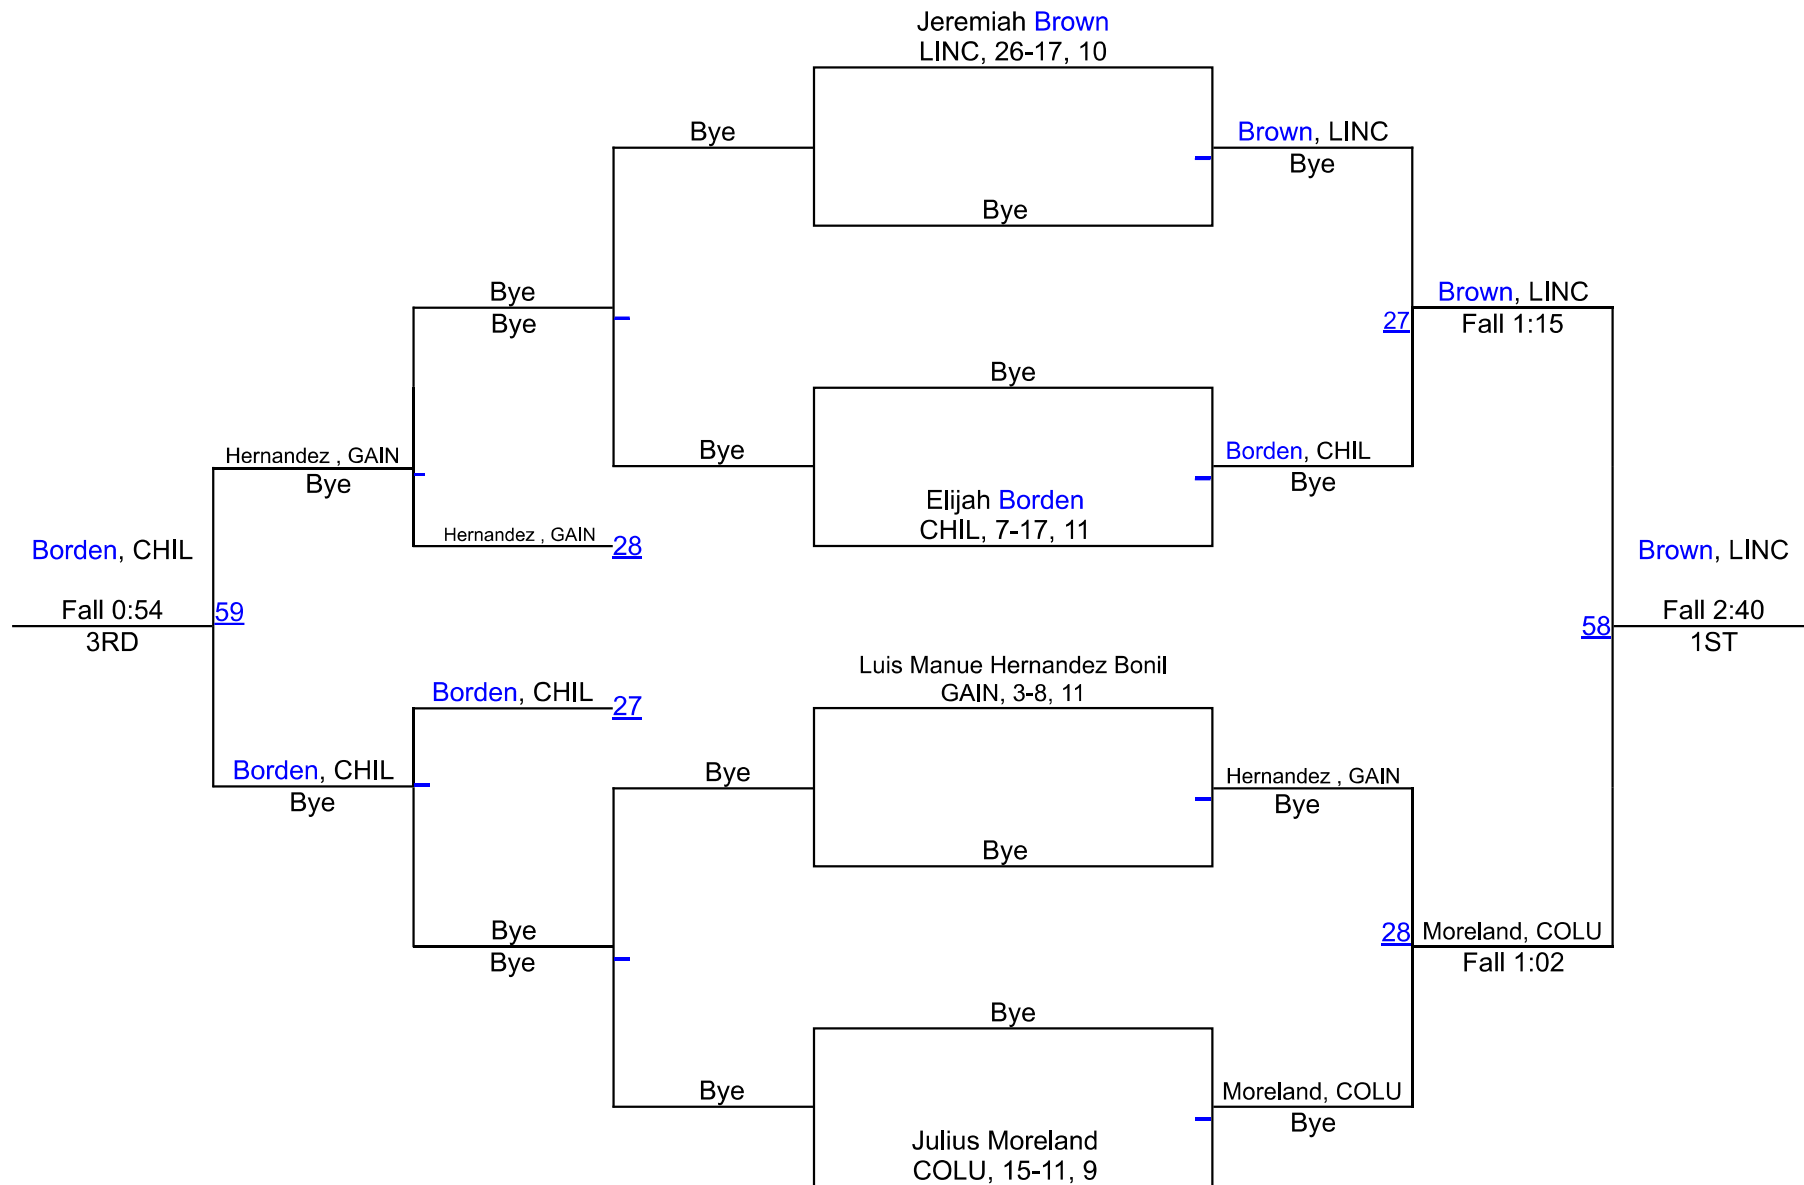 Jeremiah Brown
LINC, 26-17, 10
Bye
Brown, LINC
Bye
Bye
Bye
Bye
Brown, LINC
27
Fall 1:15
Bye
Bye
Borden, CHIL
Bye
Hernandez , GAIN
Bye
Elijah Borden
CHIL, 7-17, 11
Hernandez , GAIN
28
Borden, CHIL
Brown, LINC
Fall 0:54
59
3RD
58
Fall 2:40
1ST
Luis Manue Hernandez Bonil
GAIN, 3-8, 11
Borden, CHIL
27
Borden, CHIL
Bye
Bye
Hernandez , GAIN
Bye
Bye
Bye
Bye
28
Moreland, COLU
Fall 1:02
Bye
Bye
Moreland, COLU
Bye
Julius Moreland
COLU, 15-11, 9